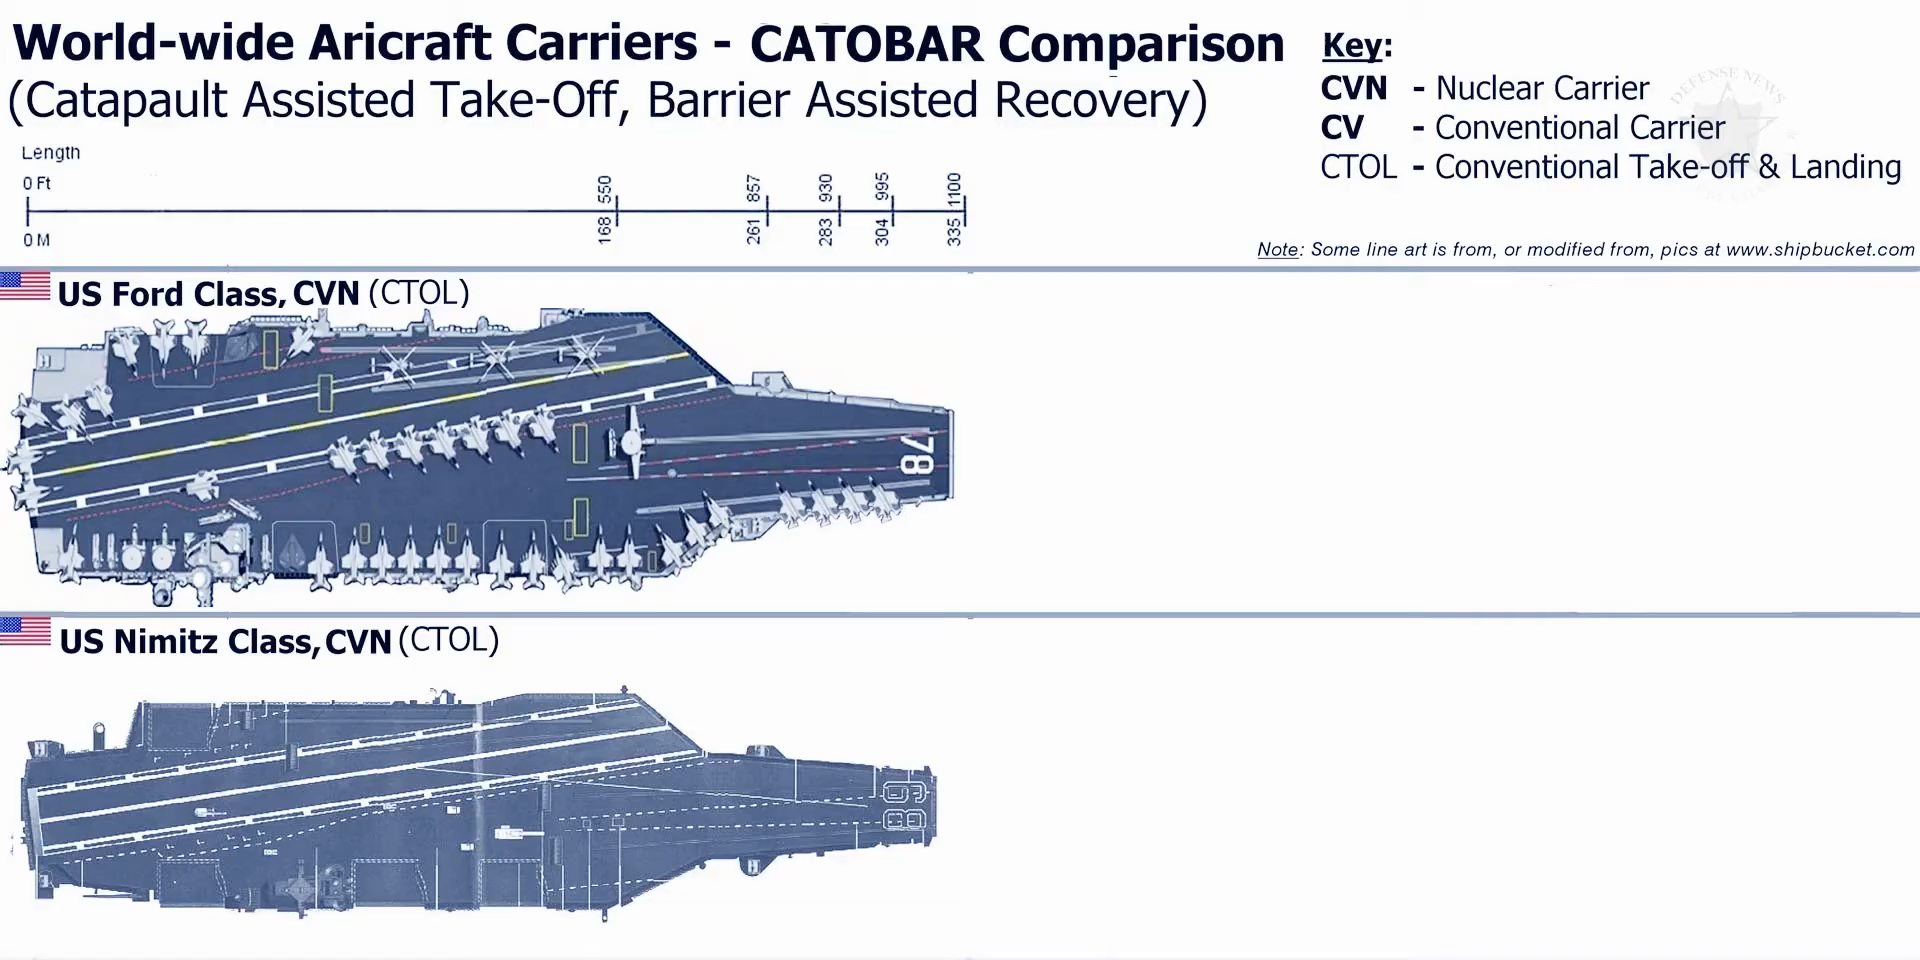 World-wide Aricraft Carriers - CATOBAR Comparison
(Catapault Assisted Take-Off, Barrier Assisted Recovery)
Key:
CVN - Nuclear Carrier
CV - Conventional Carrier
CTOL - Conventional Take-off & Landing
DEFENSE NEWS
Length
0 Ft 550 857 930 995 1100
0 M 168 261 283 304 335
Note: Some line art is from, or modified from, pics at www.shipbucket.com
US Ford Class, CVN (CTOL)
78
US Nimitz Class, CVN (CTOL)